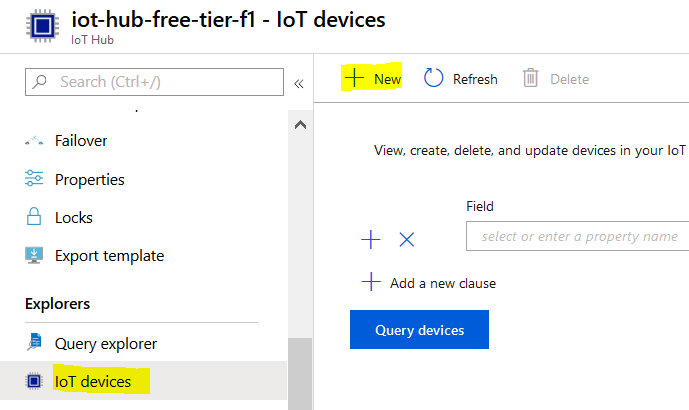 iot-hub-free-tier-f1 - IoT devices
IoT Hub
Search (Ctrl+/)
«
Failover
Properties
Locks
Export template
Explorers
Query explorer
IoT devices
New Refresh Delete
View, create, delete, and update devices in your IoT
Field
select or enter a property name
Add a new clause
Query devices